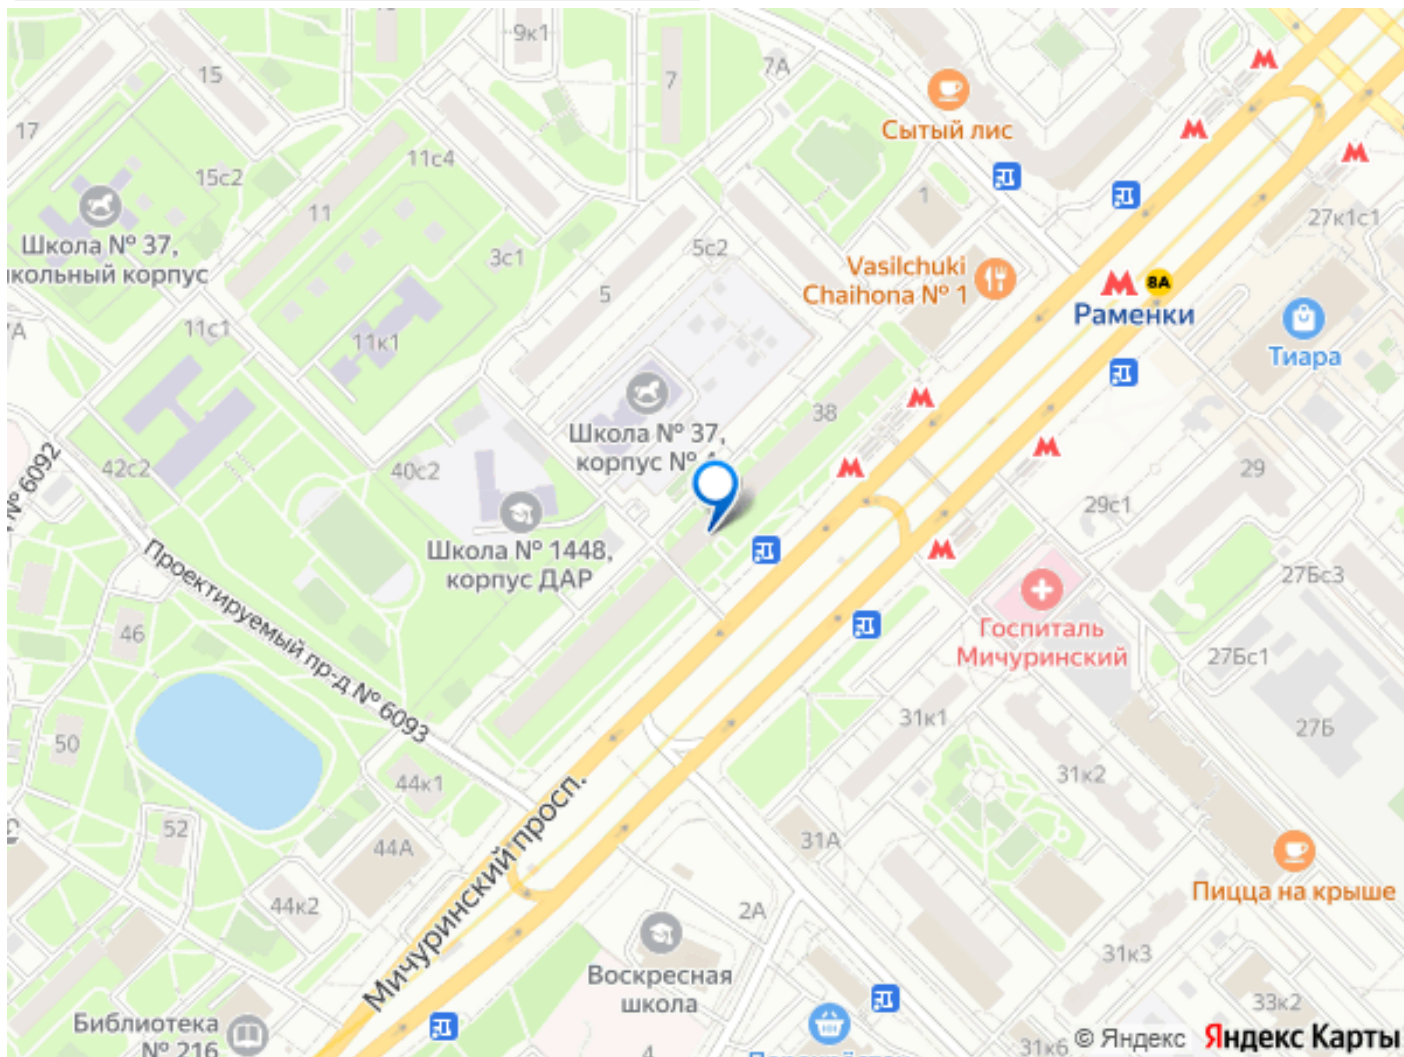 9к1
15
7
7А
17
Сытый лис
11с4
15с2
11
1
27к1с1
Школа № 37,
кольный корпус
3с1
5с2
Vasilchuki
Chaihona № 1
8А
Раменки
5
7А
11с1
11к1
Тиара
38
Школа № 37,
корпус №
42с2
40с2
29
№ 6092
29с1
Школа № 1448,
корпус ДАР
27Бс3
Проектируемый пр-д № 6093
46
Госпиталь
Мичуринский
27Бс1
31к1
27Б
50
31к2
44к1
52
44А
31А
Мичуринский просп.
Пицца на крыше
44к2
2А
31к3
Воскресная
школа
33к2
Библиотека
№ 216
4
31к6
© Яндекс
Яндекс Карты